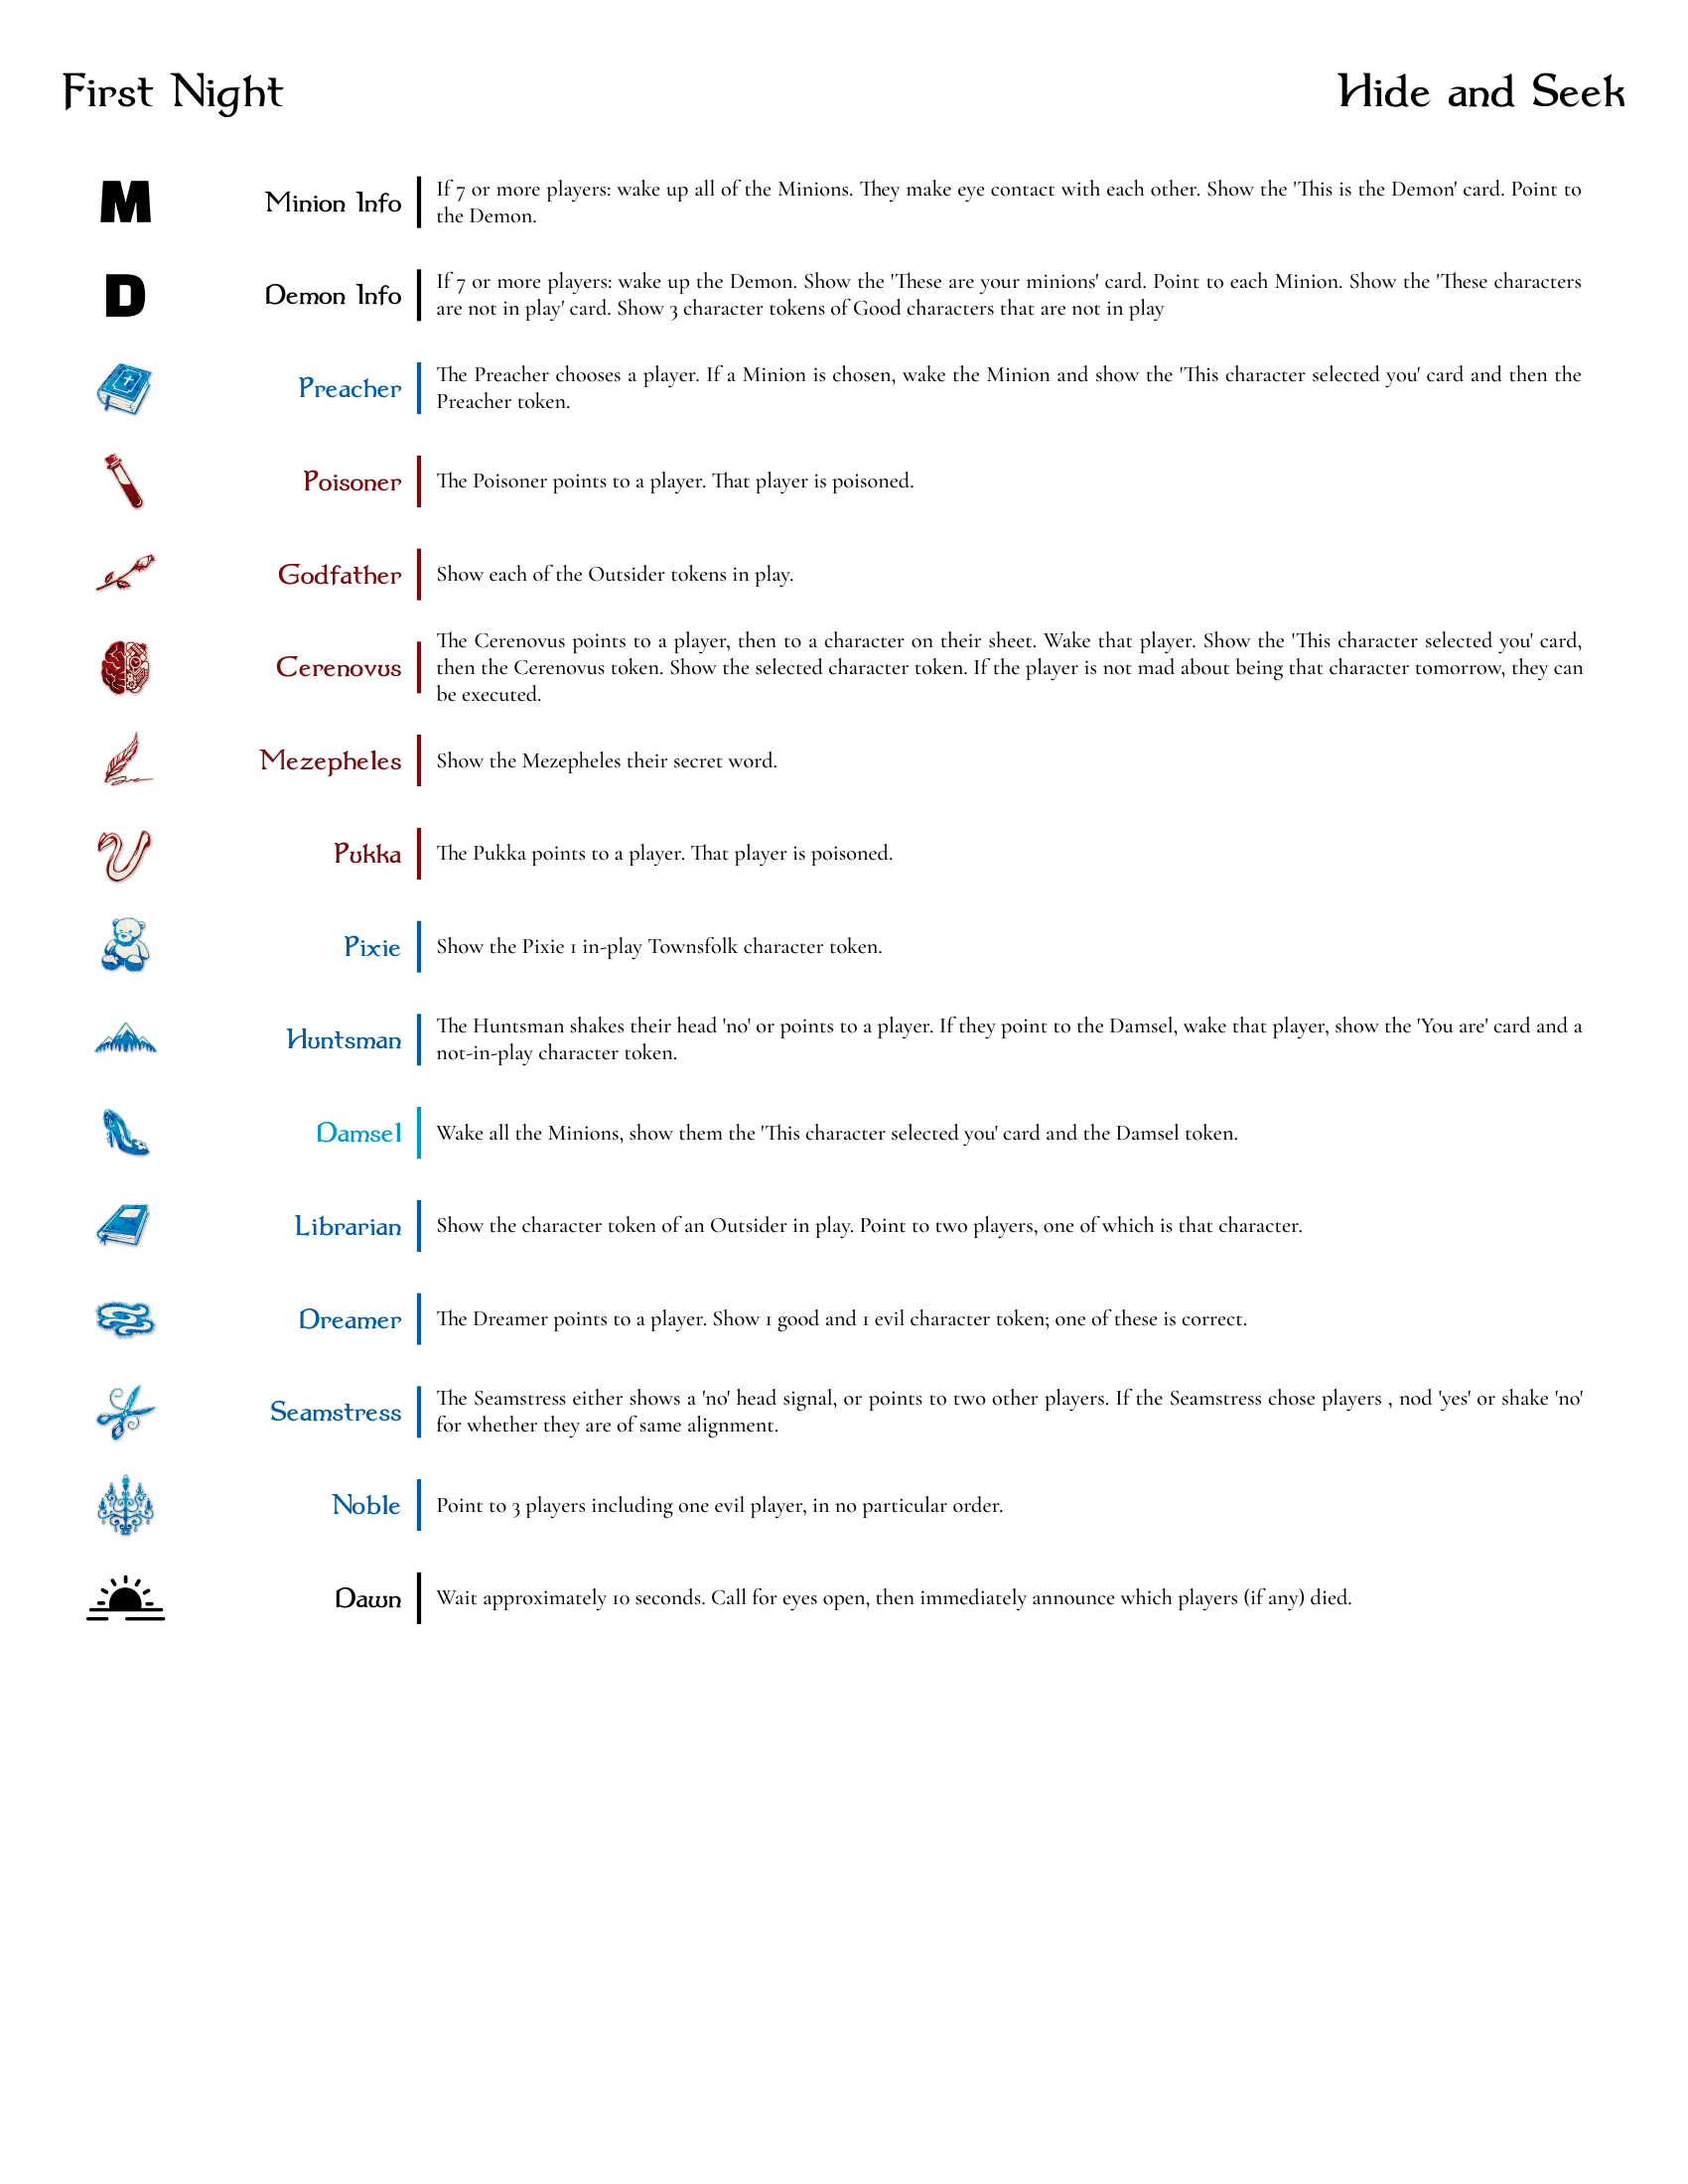 First Night
Hide and Seek
M
Minion Info
If 7 or more players: wake up all of the Minions. They make eye contact with each other. Show the 'This is the Demon' card. Point to
the Demon.
D
Demon Info
If 7 or more players: wake up the Demon. Show the 'These are your minions' card. Point to each Minion. Show the 'These characters
are not in play' card. Show 3 character tokens of Good characters that are not in play
Preacher
The Preacher chooses a player. If a Minion is chosen, wake the Minion and show the 'This character selected you' card and then the
Preacher token.
Poisoner
The Poisoner points to a player. That player is poisoned.
Godfather
Show each of the Outsider tokens in play.
Cerenovus
The Cerenovus points to a player, then to a character on their sheet. Wake that player. Show the 'This character selected you' card,
then the Cerenovus token. Show the selected character token. If the player is not mad about being that character tomorrow, they can
be executed.
Mezepheles
Show the Mezepheles their secret word.
Pukka
The Pukka points to a player. That player is poisoned.
Pixie
Show the Pixie 1 in-play Townsfolk character token.
Huntsman
The Huntsman shakes their head 'no' or points to a player. If they point to the Damsel, wake that player, show the 'You are' card and a
not-in-play character token.
Damsel
Wake all the Minions, show them the 'This character selected you' card and the Damsel token.
Librarian
Show the character token of an Outsider in play. Point to two players, one of which is that character.
Dreamer
The Dreamer points to a player. Show 1 good and 1 evil character token; one of these is correct.
Seamstress
The Seamstress either shows a 'no' head signal, or points to two other players. If the Seamstress chose players , nod 'yes' or shake 'no'
for whether they are of same alignment.
Noble
Point to 3 players including one evil player, in no particular order.
Dawn
Wait approximately 10 seconds. Call for eyes open, then immediately announce which players (if any) died.